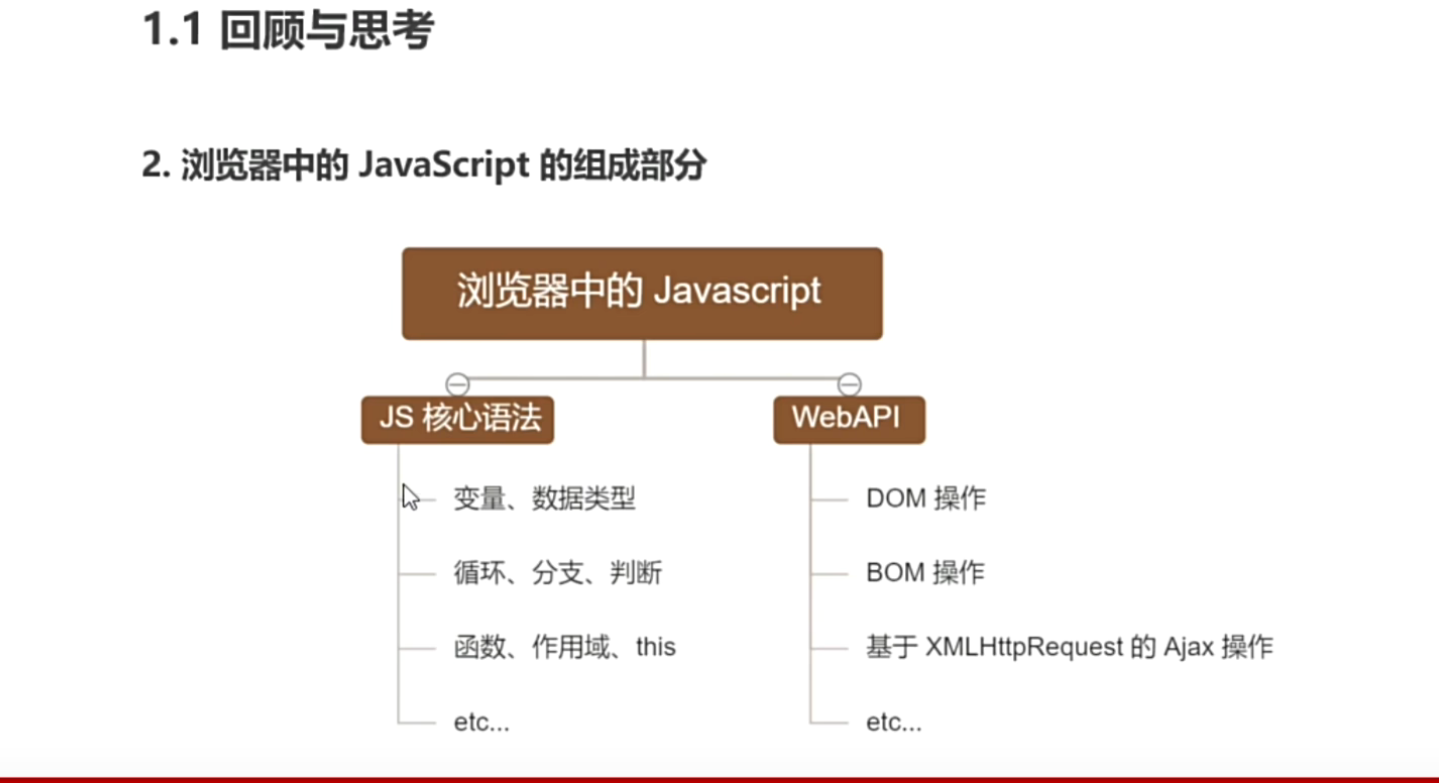 1.1 回顾与思考
2. 浏览器中的 JavaScript 的组成部分
浏览器中的 Javascript
JS 核心语法
变量、数据类型
循环、分支、判断
函数、作用域、this
etc...
WebAPI
DOM 操作
BOM 操作
基于 XMLHttpRequest 的 Ajax 操作
etc...